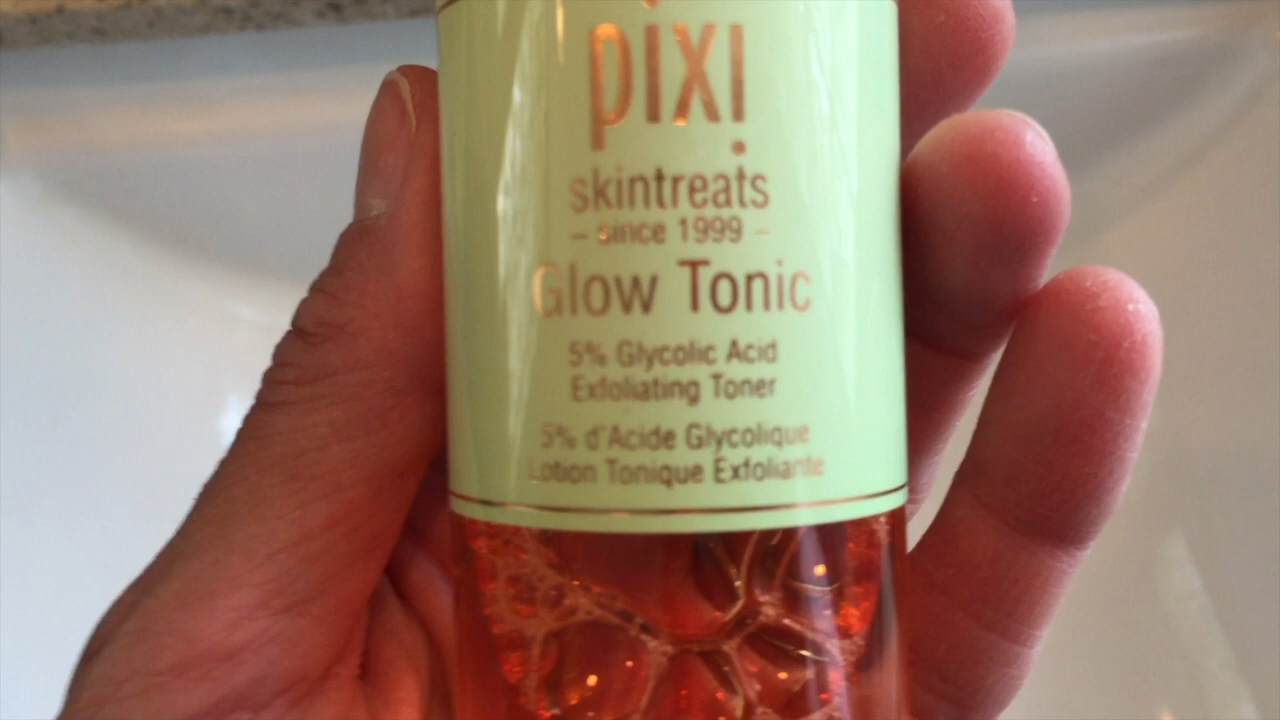 pixi
skintreats
– since 1999 –
Glow Tonic
5% Glycolic Acid
Exfoliating Toner
5% d'Acide Glycolique
Lotion Tonique Exfoliante